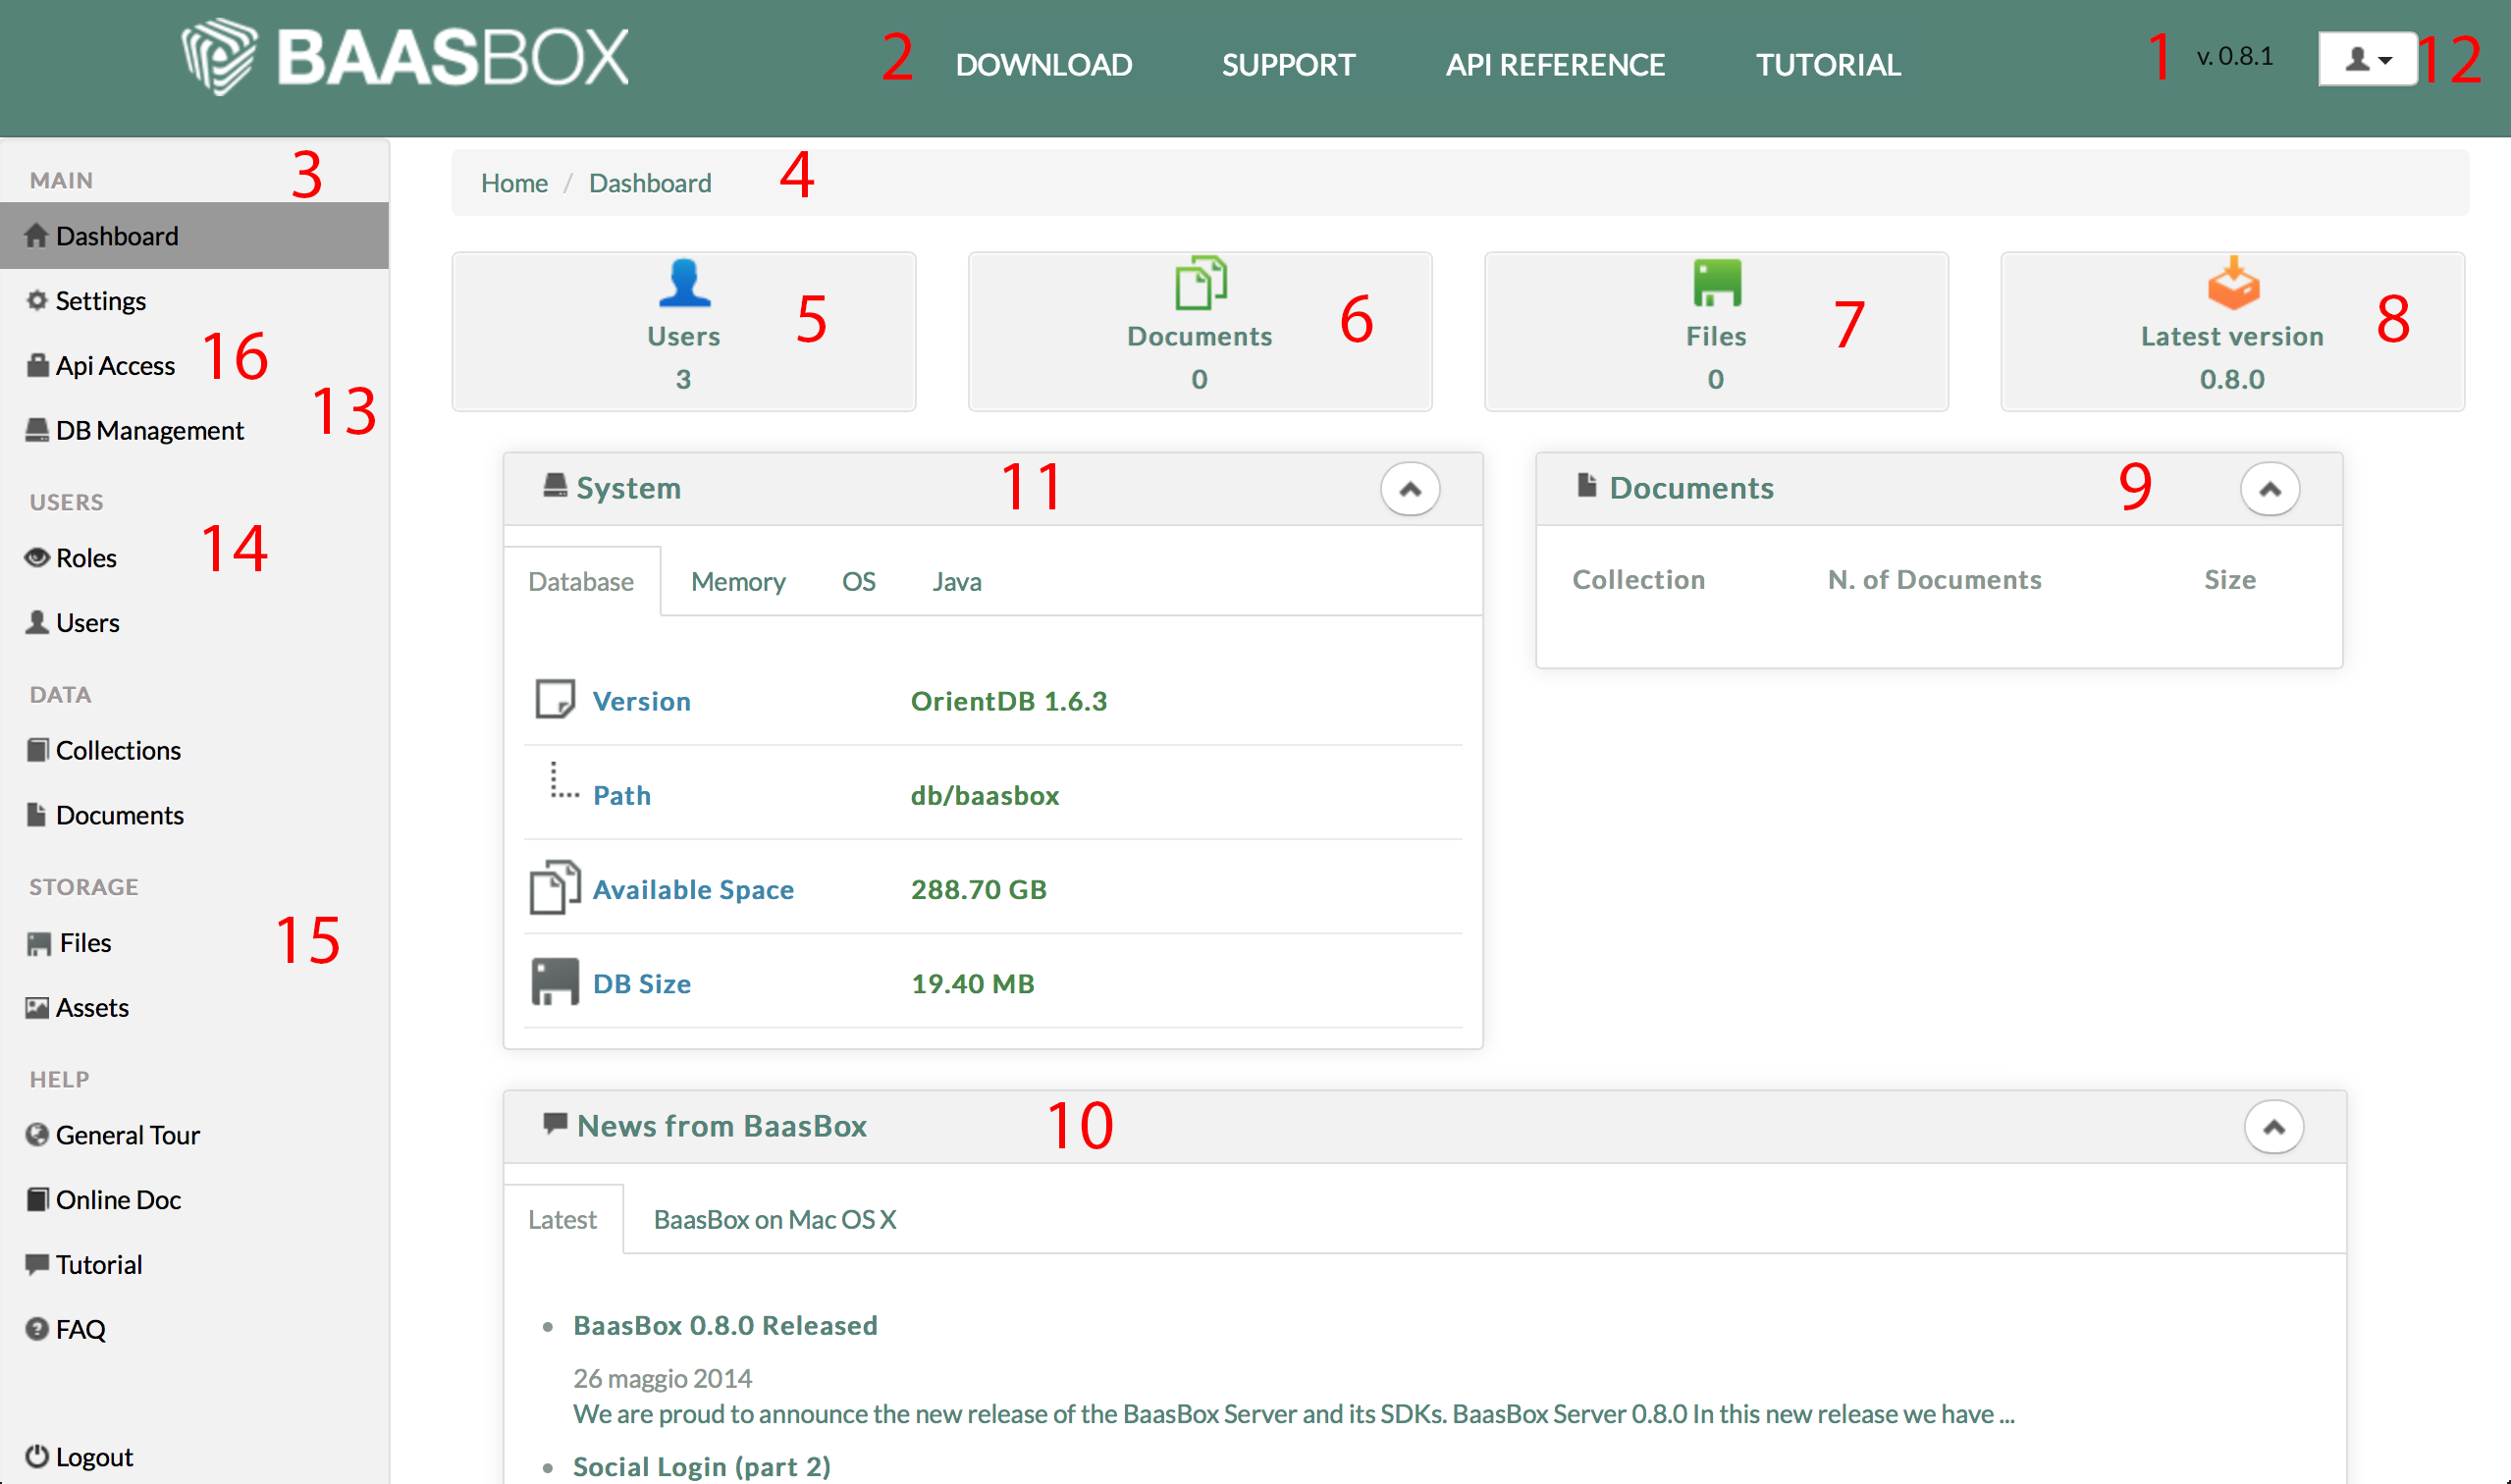 BAASBOX
2 DOWNLOAD SUPPORT API REFERENCE TUTORIAL
1 v. 0.8.1 12
MAIN 3
Dashboard
Settings
Api Access 16
DB Management 13
USERS
Roles 14
Users
DATA
Collections
Documents
STORAGE
Files 15
Assets
HELP
General Tour
Online Doc
Tutorial
FAQ
Logout
Home / Dashboard 4
Users 5
3
Documents 6
0
Files 7
0
Latest version 8
0.8.0
System 11
Database Memory OS Java
Version OrientDB 1.6.3
Path db/baasbox
Available Space 288.70 GB
DB Size 19.40 MB
Documents 9
Collection N. of Documents Size
News from BaasBox 10
Latest BaasBox on Mac OS X
BaasBox 0.8.0 Released
26 maggio 2014
We are proud to announce the new release of the BaasBox Server and its SDKs. BaasBox Server 0.8.0 In this new release we have ...
Social Login (part 2)